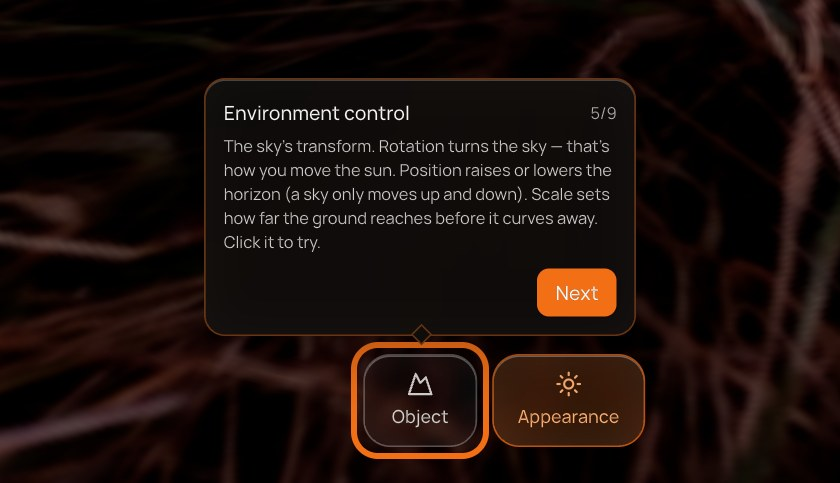 Environment control
5/9
The sky's transform. Rotation turns the sky — that's
how you move the sun. Position raises or lowers the
horizon (a sky only moves up and down). Scale sets
how far the ground reaches before it curves away.
Click it to try.
Next
Object
Appearance